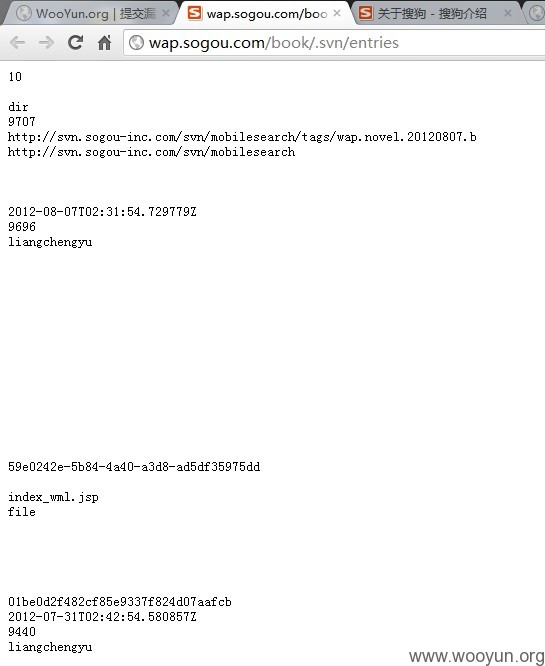 WooYun.org | 提交漏
wap.sogou.com/boo
关于搜狗 - 搜狗介绍
wap.sogou.com/book/.svn/entries
10
dir
9707
http://svn.sogou-inc.com/svn/mobilesearch/tags/wap.novel.20120807.b
http://svn.sogou-inc.com/svn/mobilesearch
2012-08-07T02:31:54.729779Z
9696
liangchengyu
59e0242e-5b84-4a40-a3d8-ad5df35975dd
index_wml.jsp
file
01be0d2f482cf85e9337f824d07aafcb
2012-07-31T02:42:54.580857Z
9440
liangchengyu
www.wooyun.org